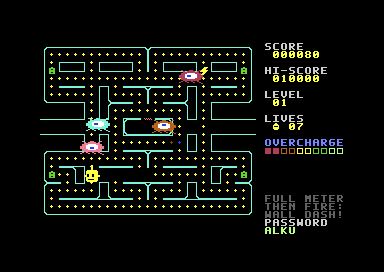 SCORE
000080
HI-SCORE
010000
LEVEL
01
LIVES
07
OVERCHARGE
FULL METER
THEN FIRE:
WALL DASH!
PASSWORD
ALKU